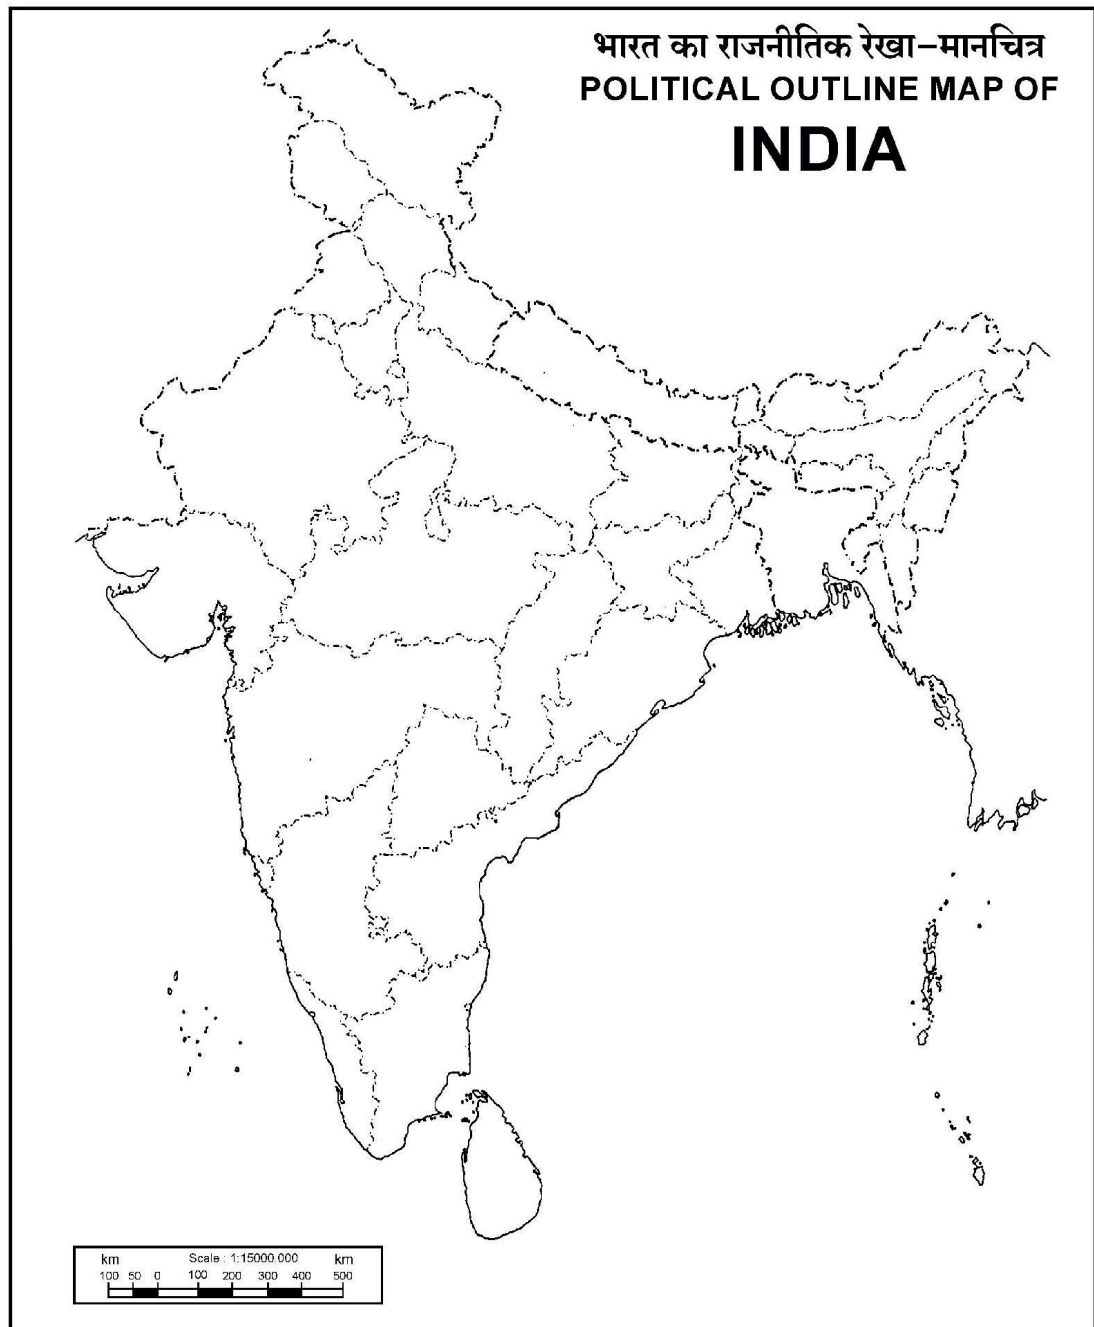 भारत का राजनीतिक रेखा–मानचित्र
POLITICAL OUTLINE MAP OF
INDIA
km Scale : 1:15000.000 km
100 50 0 100 200 300 400 500